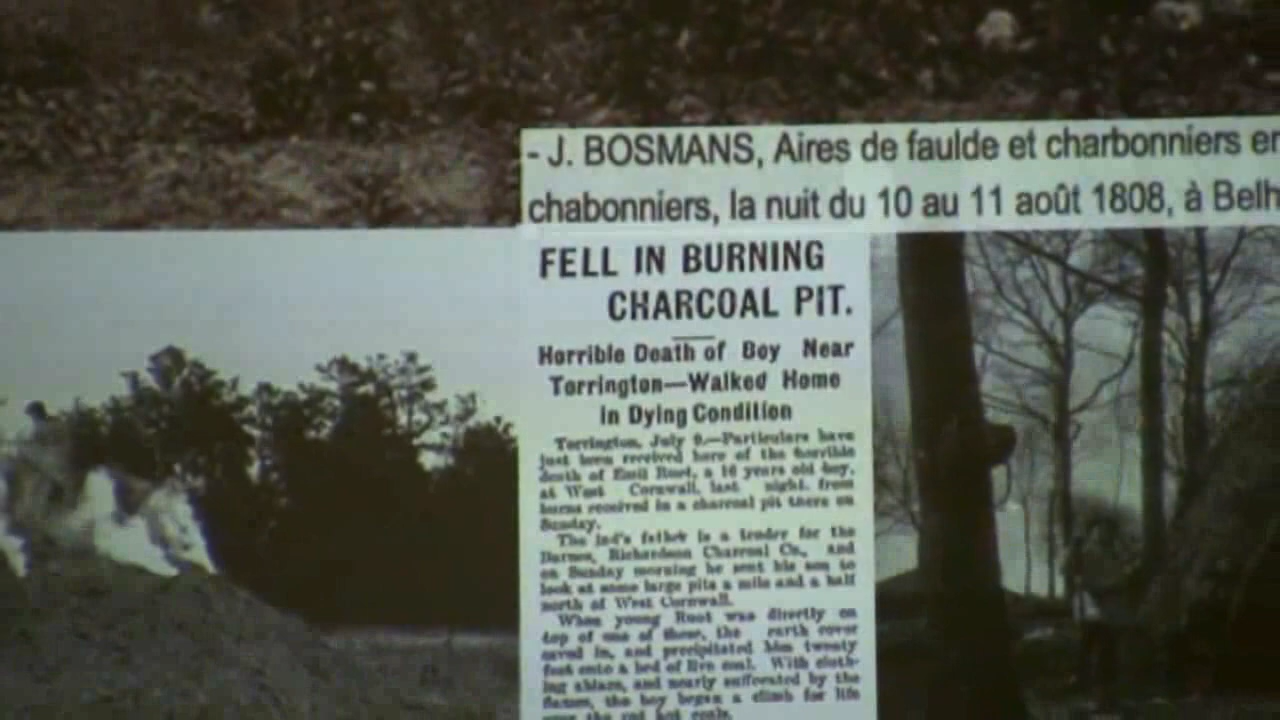 - J. BOSMANS, Aires de faulde et charbonniers en
chabonniers, la nuit du 10 au 11 août 1808, à Belh
FELL IN BURNING
CHARCOAL PIT.
Horrible Death of Boy Near
Torrington—Walked Home
in Dying Condition
Torrington, July 9.—Particulars have
just been received here of the horrible
death of Emil Ruot, a 16 years old boy,
at West Cornwall, last night, from
burns received in a charcoal pit there on
Sunday.
The lad's father is a tender for the
Barnes, Richardson Charcoal Co., and
on Sunday morning he sent his son to
look at some large pits a mile and a half
north of West Cornwall.
When young Ruot was directly on
top of one of these, the earth cover
caved in, and precipitated him twenty
feet onto a bed of live coal. With cloth-
ing ablaze, and nearly suffocated by the
flames, the boy began a climb for life
over the red hot coals.